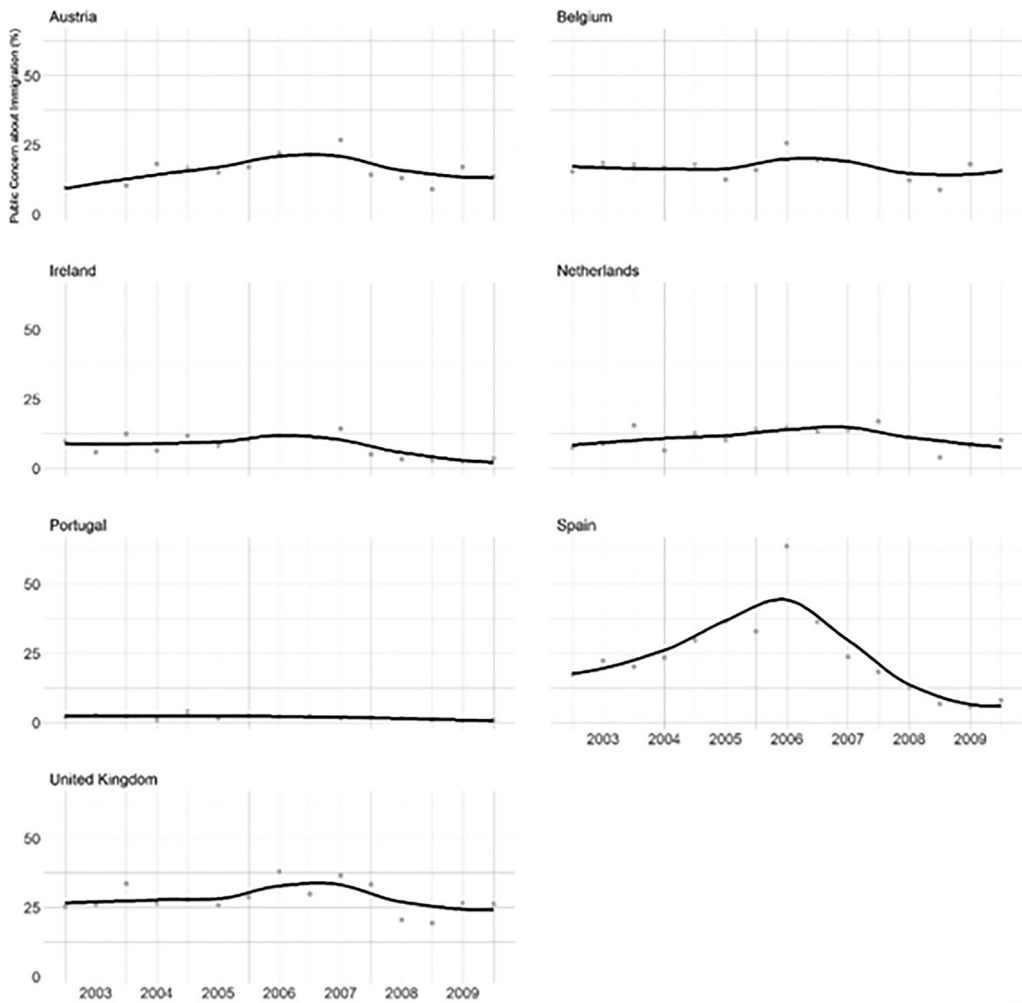 Austria
Belgium
Public Concern about Immigration (%)
50
25
0
Ireland
Netherlands
50
25
0
Portugal
Spain
50
25
0
2003 2004 2005 2006 2007 2008 2009
United Kingdom
50
25
0
2003 2004 2005 2006 2007 2008 2009